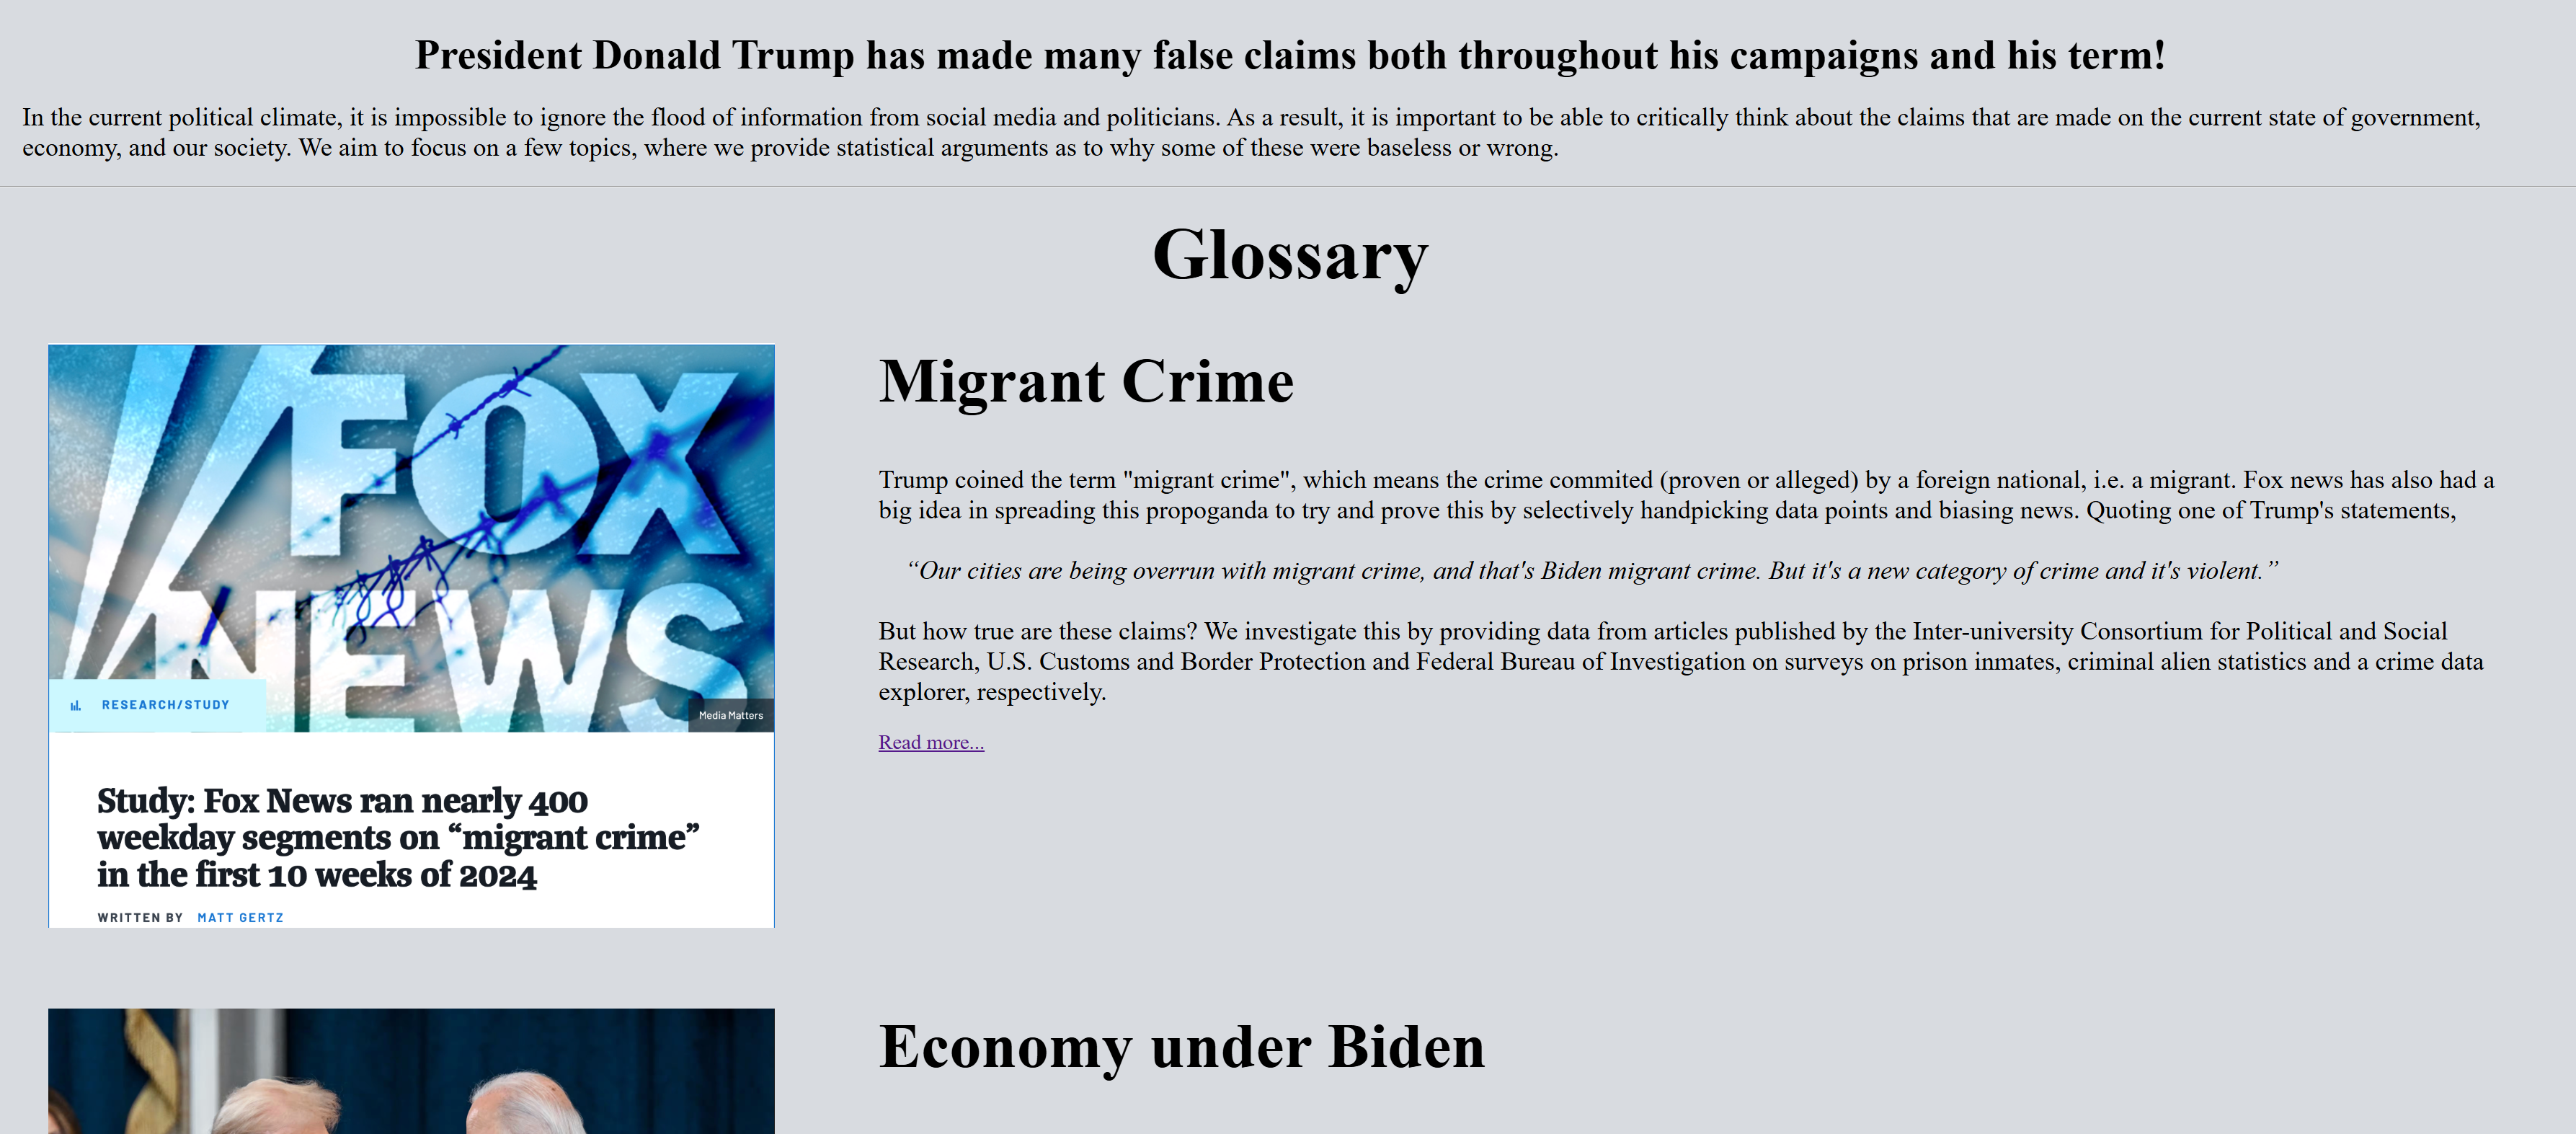 President Donald Trump has made many false claims both throughout his campaigns and his term!
In the current political climate, it is impossible to ignore the flood of information from social media and politicians. As a result, it is important to be able to critically think about the claims that are made on the current state of government,
economy, and our society. We aim to focus on a few topics, where we provide statistical arguments as to why some of these were baseless or wrong.
Glossary
FOX
NEWS
RESEARCH/STUDY
Media Matters
Study: Fox News ran nearly 400
weekday segments on “migrant crime”
in the first 10 weeks of 2024
WRITTEN BY MATT GERTZ
Migrant Crime
Trump coined the term "migrant crime", which means the crime commited (proven or alleged) by a foreign national, i.e. a migrant. Fox news has also had a
big idea in spreading this propoganda to try and prove this by selectively handpicking data points and biasing news. Quoting one of Trump's statements,
“Our cities are being overrun with migrant crime, and that's Biden migrant crime. But it's a new category of crime and it's violent.”
But how true are these claims? We investigate this by providing data from articles published by the Inter-university Consortium for Political and Social
Research, U.S. Customs and Border Protection and Federal Bureau of Investigation on surveys on prison inmates, criminal alien statistics and a crime data
explorer, respectively.
Read more...
Economy under Biden